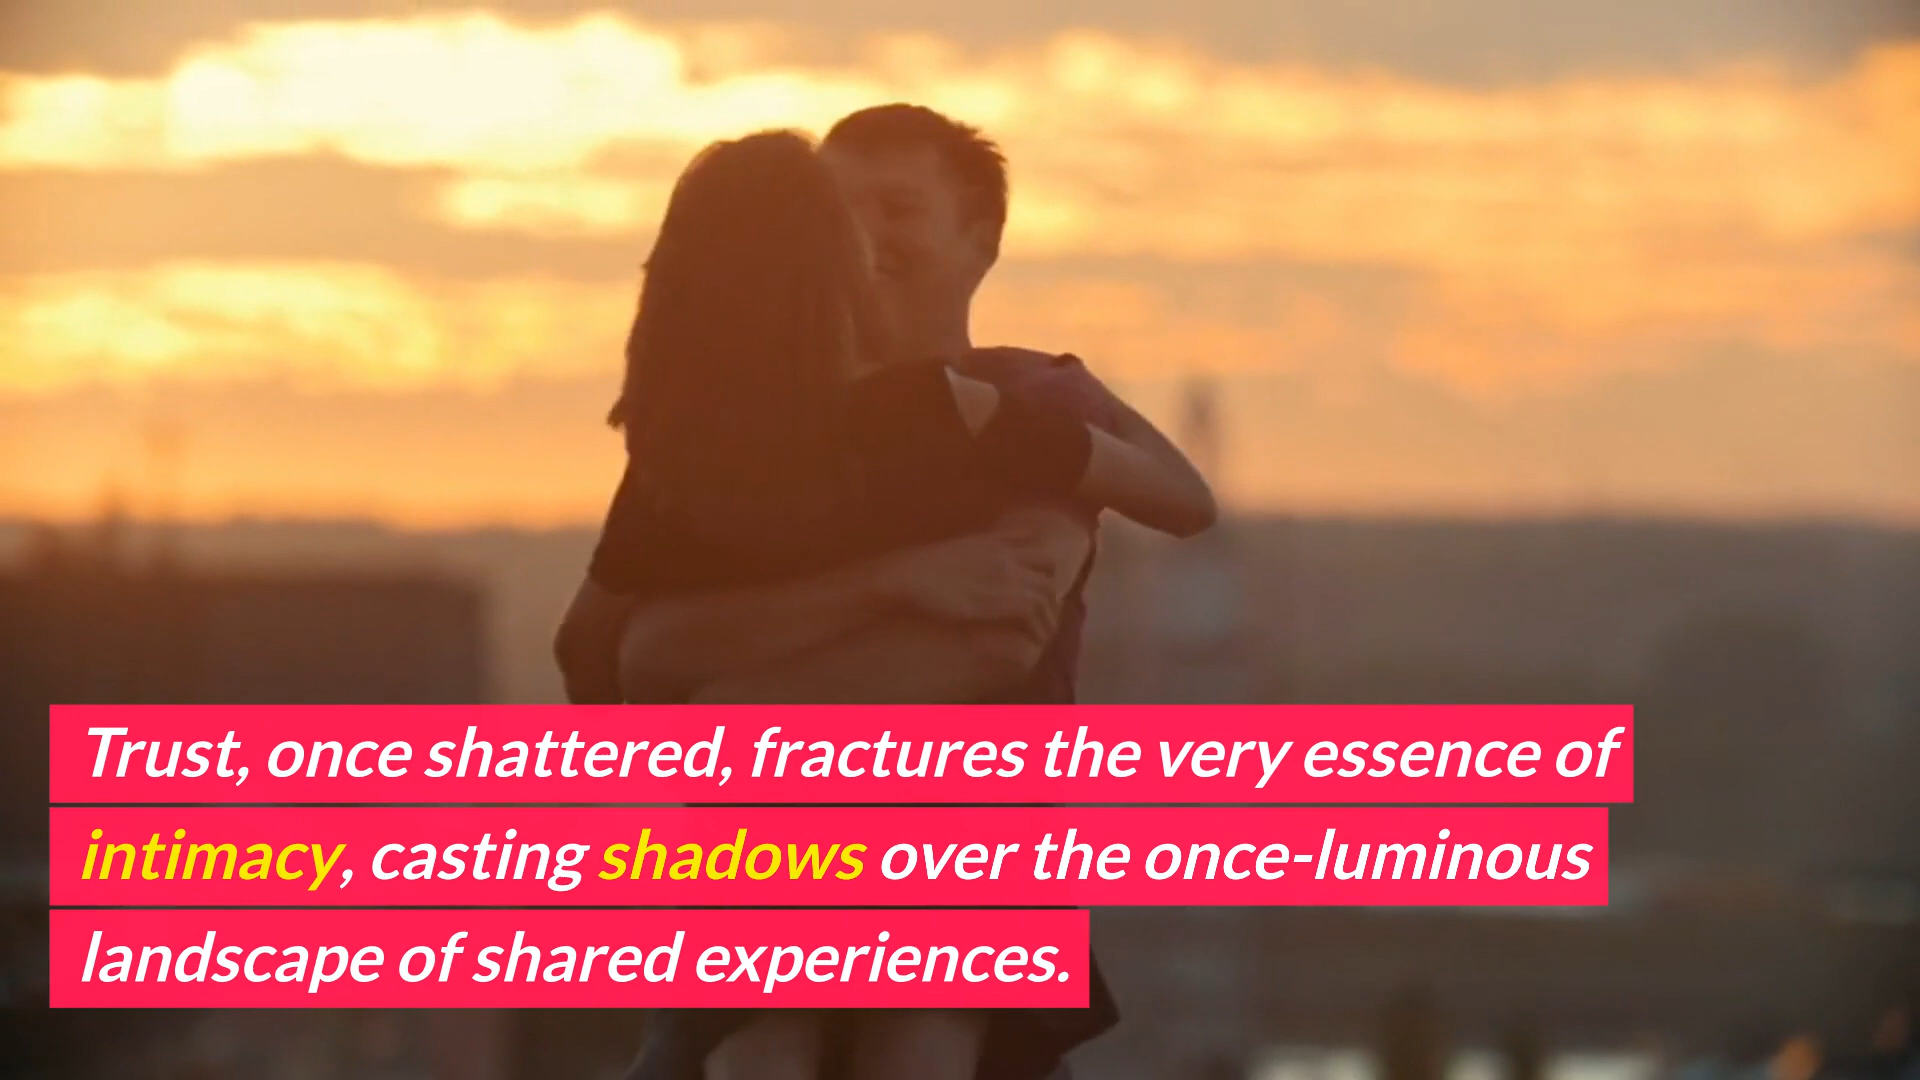 Trust, once shattered, fractures the very essence of
intimacy, casting shadows over the once-luminous
landscape of shared experiences.